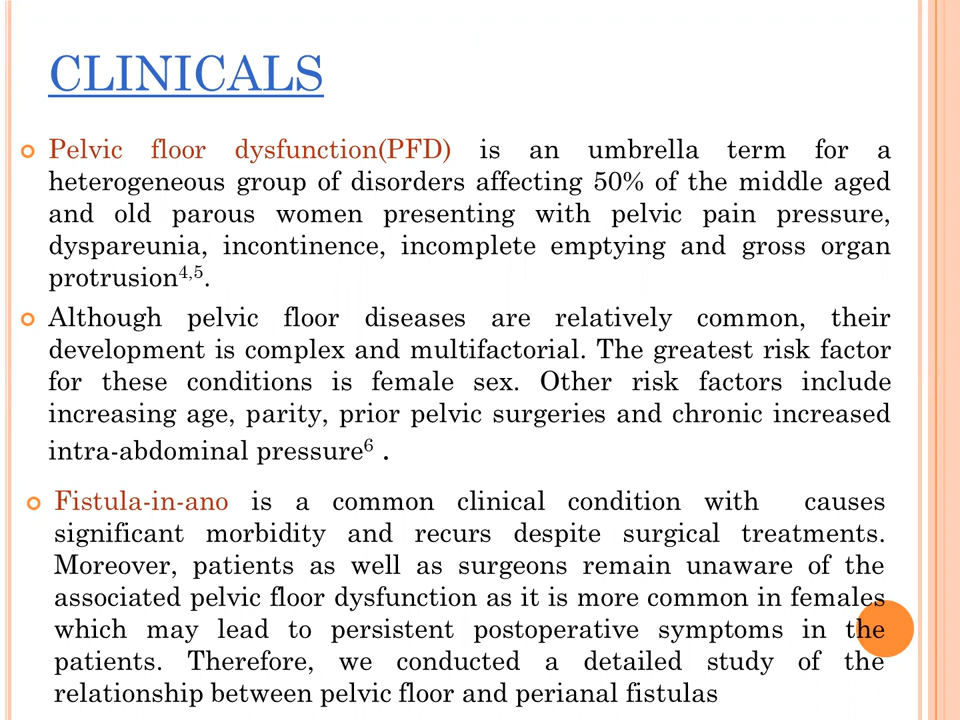 CLINICALS
Pelvic floor dysfunction(PFD) is an umbrella term for a
heterogeneous group of disorders affecting 50% of the middle aged
and old parous women presenting with pelvic pain pressure,
dyspareunia, incontinence, incomplete emptying and gross organ
protrusion4,5.
Although pelvic floor diseases are relatively common, their
development is complex and multifactorial. The greatest risk factor
for these conditions is female sex. Other risk factors include
increasing age, parity, prior pelvic surgeries and chronic increased
intra-abdominal pressure6 .
Fistula-in-ano is a common clinical condition with causes
significant morbidity and recurs despite surgical treatments.
Moreover, patients as well as surgeons remain unaware of the
associated pelvic floor dysfunction as it is more common in females
which may lead to persistent postoperative symptoms in the
patients. Therefore, we conducted a detailed study of the
relationship between pelvic floor and perianal fistulas